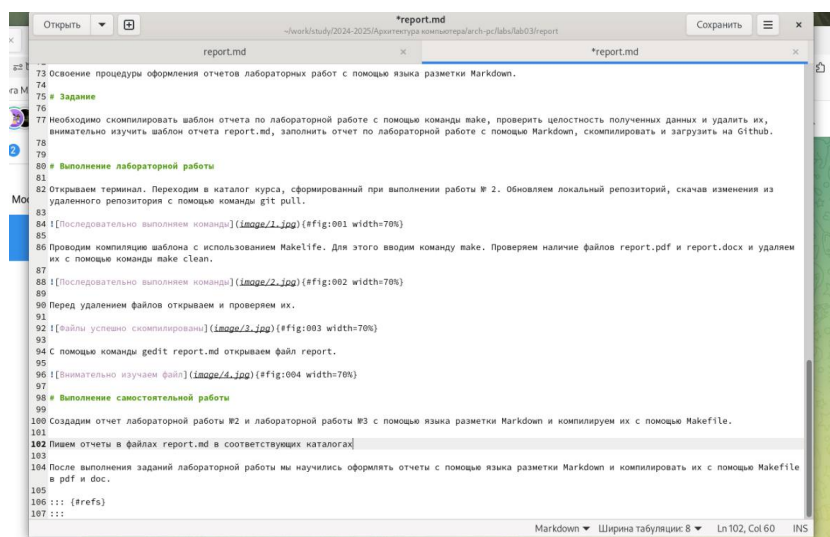 Открыть
*report.md
~/work/study/2024-2025/Архитектура компьютера/arch-pc/labs/lab03/report
Сохранить
report.md
*report.md
73 Освоение процедуры оформления отчетов лабораторных работ с помощью языка разметки Markdown.
74
75 # Задание
76
77 Необходимо скомпилировать шаблон отчета по лабораторной работе с помощью команды make, проверить целостность полученных данных и удалить их,
внимательно изучить шаблон отчета report.md, заполнить отчет по лабораторной работе с помощью Markdown, скомпилировать и загрузить на Github.
78
79
80 # Выполнение лабораторной работы
81
82 Открываем терминал. Переходим в каталог курса, сформированный при выполнении работы № 2. Обновляем локальный репозиторий, скачав изменения из
удаленного репозитория с помощью команды git pull.
83
84 ![Последовательно выполняем команды](image/1.jpg){#fig:001 width=70%}
85
86 Проводим компиляцию шаблона с использованием Makelife. Для этого вводим команду make. Проверяем наличие файлов report.pdf и report.docx и удаляем
их с помощью команды make clean.
87
88 ![Последовательно выполняем команды](image/2.jpg){#fig:002 width=70%}
89
90 Перед удалением файлов открываем и проверяем их.
91
92 ![Файлы успешно скомпилированы](image/3.jpg){#fig:003 width=70%}
93
94 С помощью команды gedit report.md открываем файл report.
95
96 ![Внимательно изучаем файл](image/4.jpg){#fig:004 width=70%}
97
98 # Выполнение самостоятельной работы
99
100 Создадим отчет лабораторной работы №2 и лабораторной работы №3 с помощью языка разметки Markdown и компилируем их с помощью Makefile.
101
102 Пишем отчеты в файлах report.md в соответствующих каталогах
103
104 После выполнения заданий лабораторной работы мы научились оформлять отчеты с помощью языка разметки Markdown и компилировать их с помощью Makefile
в pdf и doc.
105
106 ::: {#refs}
107 :::
Markdown Ширина табуляции: 8 Ln 102, Col 60 INS